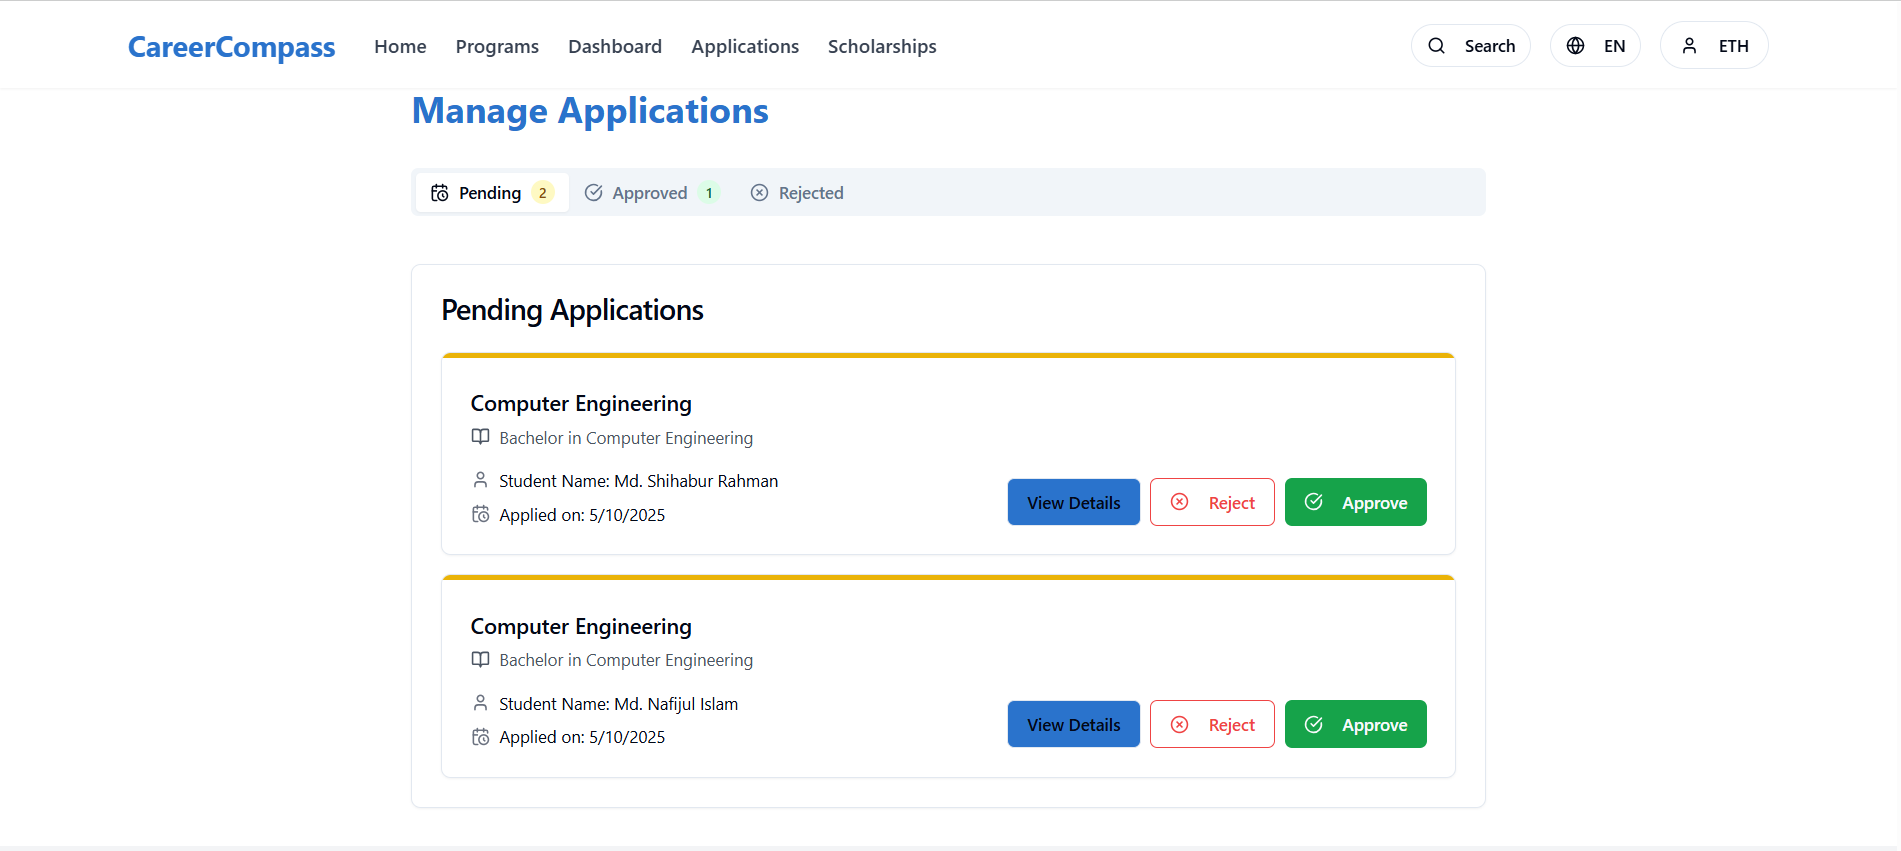 CareerCompass Home Programs Dashboard Applications Scholarships Search EN ETH
Manage Applications
Pending 2 Approved 1 Rejected
Pending Applications
Computer Engineering
Bachelor in Computer Engineering
Student Name: Md. Shihabur Rahman
Applied on: 5/10/2025
View Details Reject Approve
Computer Engineering
Bachelor in Computer Engineering
Student Name: Md. Nafijul Islam
Applied on: 5/10/2025
View Details Reject Approve